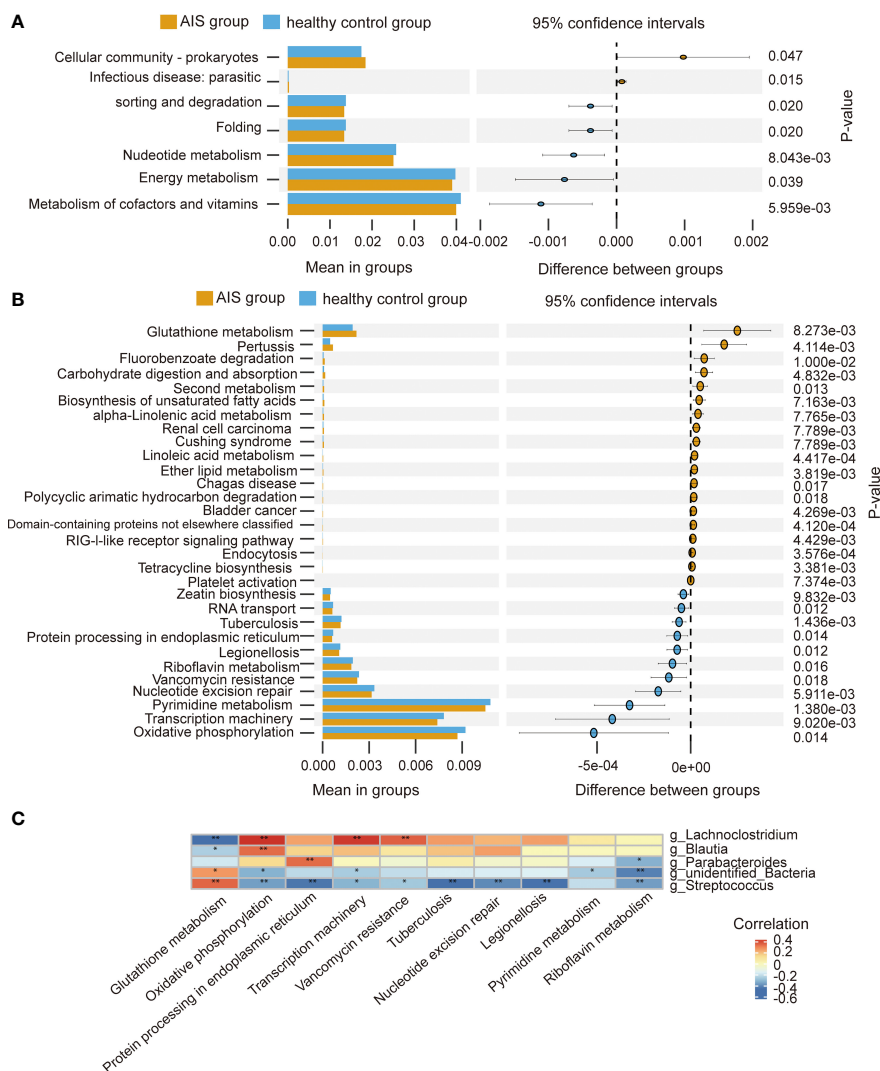 A
AIS group
healthy control group
95% confidence intervals
Cellular community - prokaryotes
0.047
Infectious disease: parasitic
0.015
sorting and degradation
0.020
Folding
0.020
Nudeotide metabolism
8.043e-03
Energy metabolism
0.039
Metabolism of cofactors and vitamins
5.959e-03
P-value
0.00 0.01 0.02 0.03 0.04
-0.002 -0.001 0.000 0.001 0.002
Mean in groups
Difference between groups
B
AIS group
healthy control group
95% confidence intervals
Glutathione metabolism
8.273e-03
Pertussis
4.114e-03
Fluorobenzoate degradation
1.000e-02
Carbohydrate digestion and absorption
4.832e-03
Second metabolism
0.013
Biosynthesis of unsaturated fatty acids
7.163e-03
alpha-Linolenic acid metabolism
7.765e-03
Renal cell carcinoma
7.789e-03
Cushing syndrome
7.789e-03
Linoleic acid metabolism
4.417e-04
Ether lipid metabolism
3.819e-03
Chagas disease
0.017
Polycyclic arimatic hydrocarbon degradation
0.018
Bladder cancer
4.269e-03
Domain-containing proteins not elsewhere classified
4.120e-04
RIG-I-like receptor signaling pathway
4.429e-03
Endocytosis
3.576e-04
Tetracycline biosynthesis
3.381e-03
Platelet activation
7.374e-03
Zeatin biosynthesis
9.832e-03
RNA transport
0.012
Tuberculosis
1.436e-03
Protein processing in endoplasmic reticulum
0.014
Legionellosis
0.012
Riboflavin metabolism
0.016
Vancomycin resistance
0.018
Nucleotide excision repair
5.911e-03
Pyrimidine metabolism
1.380e-03
Transcription machinery
9.020e-03
Oxidative phosphorylation
0.014
P-value
0.000 0.003 0.006 0.009
-5e-04 0e+00
Mean in groups
Difference between groups
C
** ** ** **
g_Lachnoclostridium
* **
g_Blautia
** *
g_Parabacteroides
* * * * **
g_unidentified_Bacteria
** ** ** * * ** ** ** **
g_Streptococcus
Glutathione metabolism
Oxidative phosphorylation
Protein processing in endoplasmic reticulum
Transcription machinery
Vancomycin resistance
Tuberculosis
Nucleotide excision repair
Legionellosis
Pyrimidine metabolism
Riboflavin metabolism
Correlation
0.4
0.2
0
-0.2
-0.4
-0.6